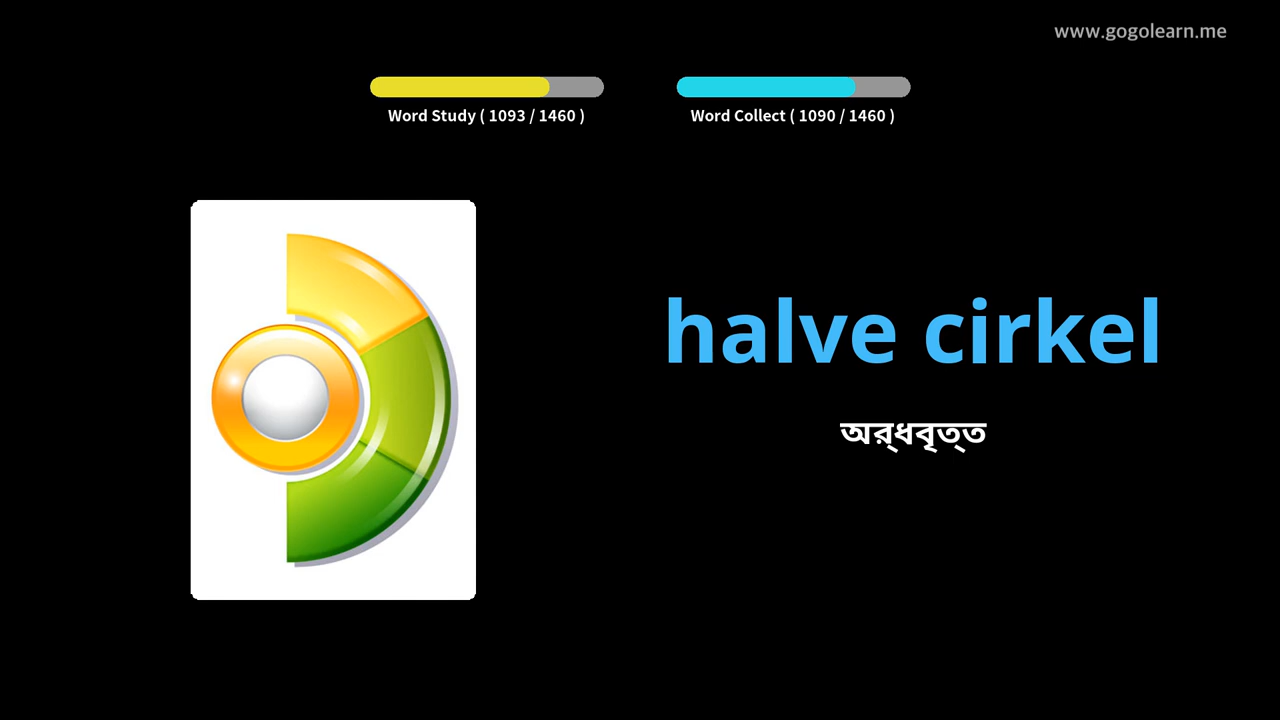 www.gogolearn.me
Word Study ( 1093 / 1460 )
Word Collect ( 1090 / 1460 )
halve cirkel
অর্ধবৃত্ত